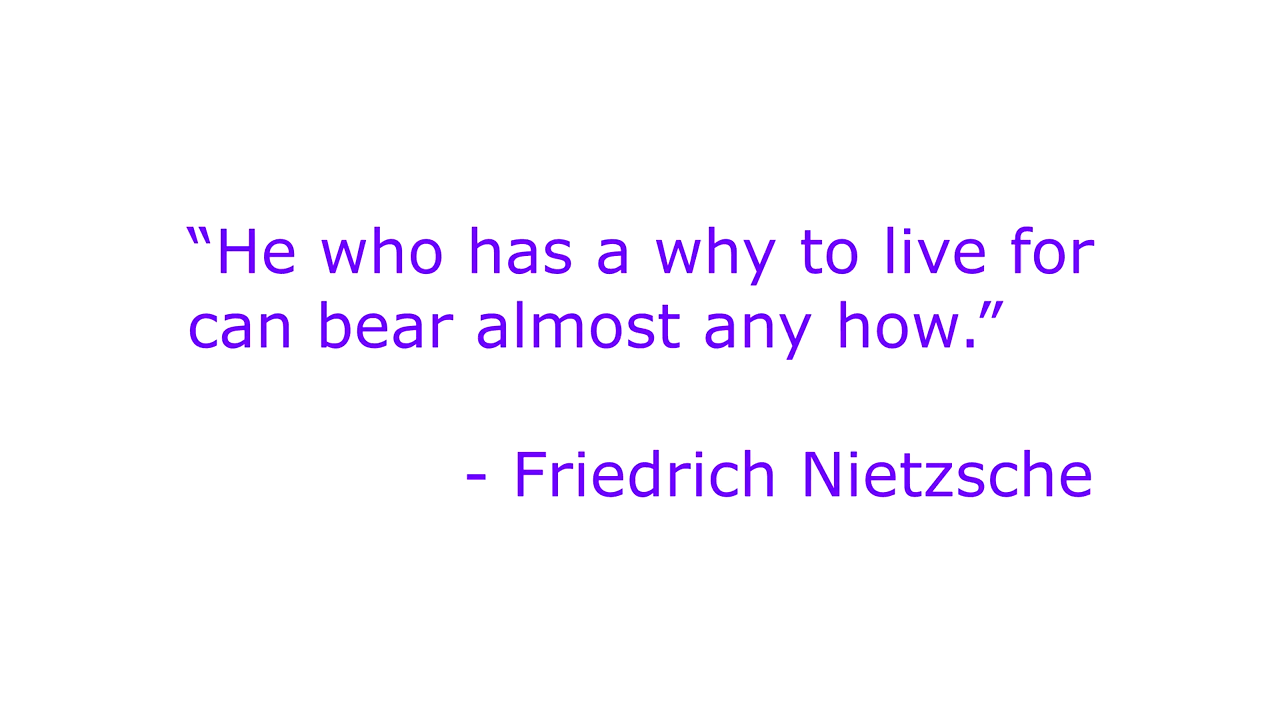 “He who has a why to live for
can bear almost any how.”
- Friedrich Nietzsche